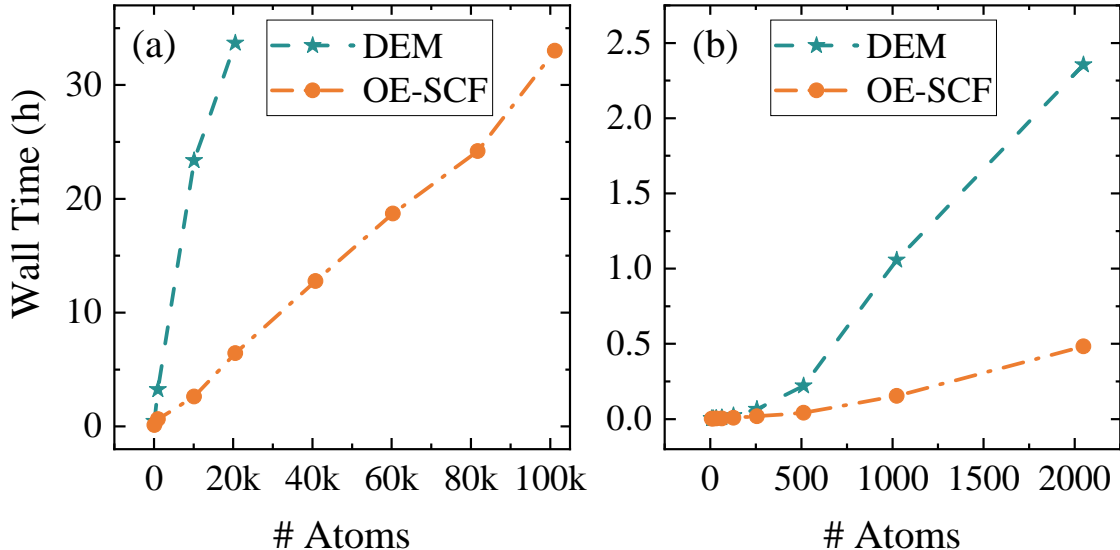 (a)
DEM
OE-SCF
30
20
10
0
Wall Time (h)
0 20k 40k 60k 80k 100k
# Atoms
(b)
DEM
OE-SCF
2.5
2.0
1.5
1.0
0.5
0.0
0 500 1000 1500 2000
# Atoms